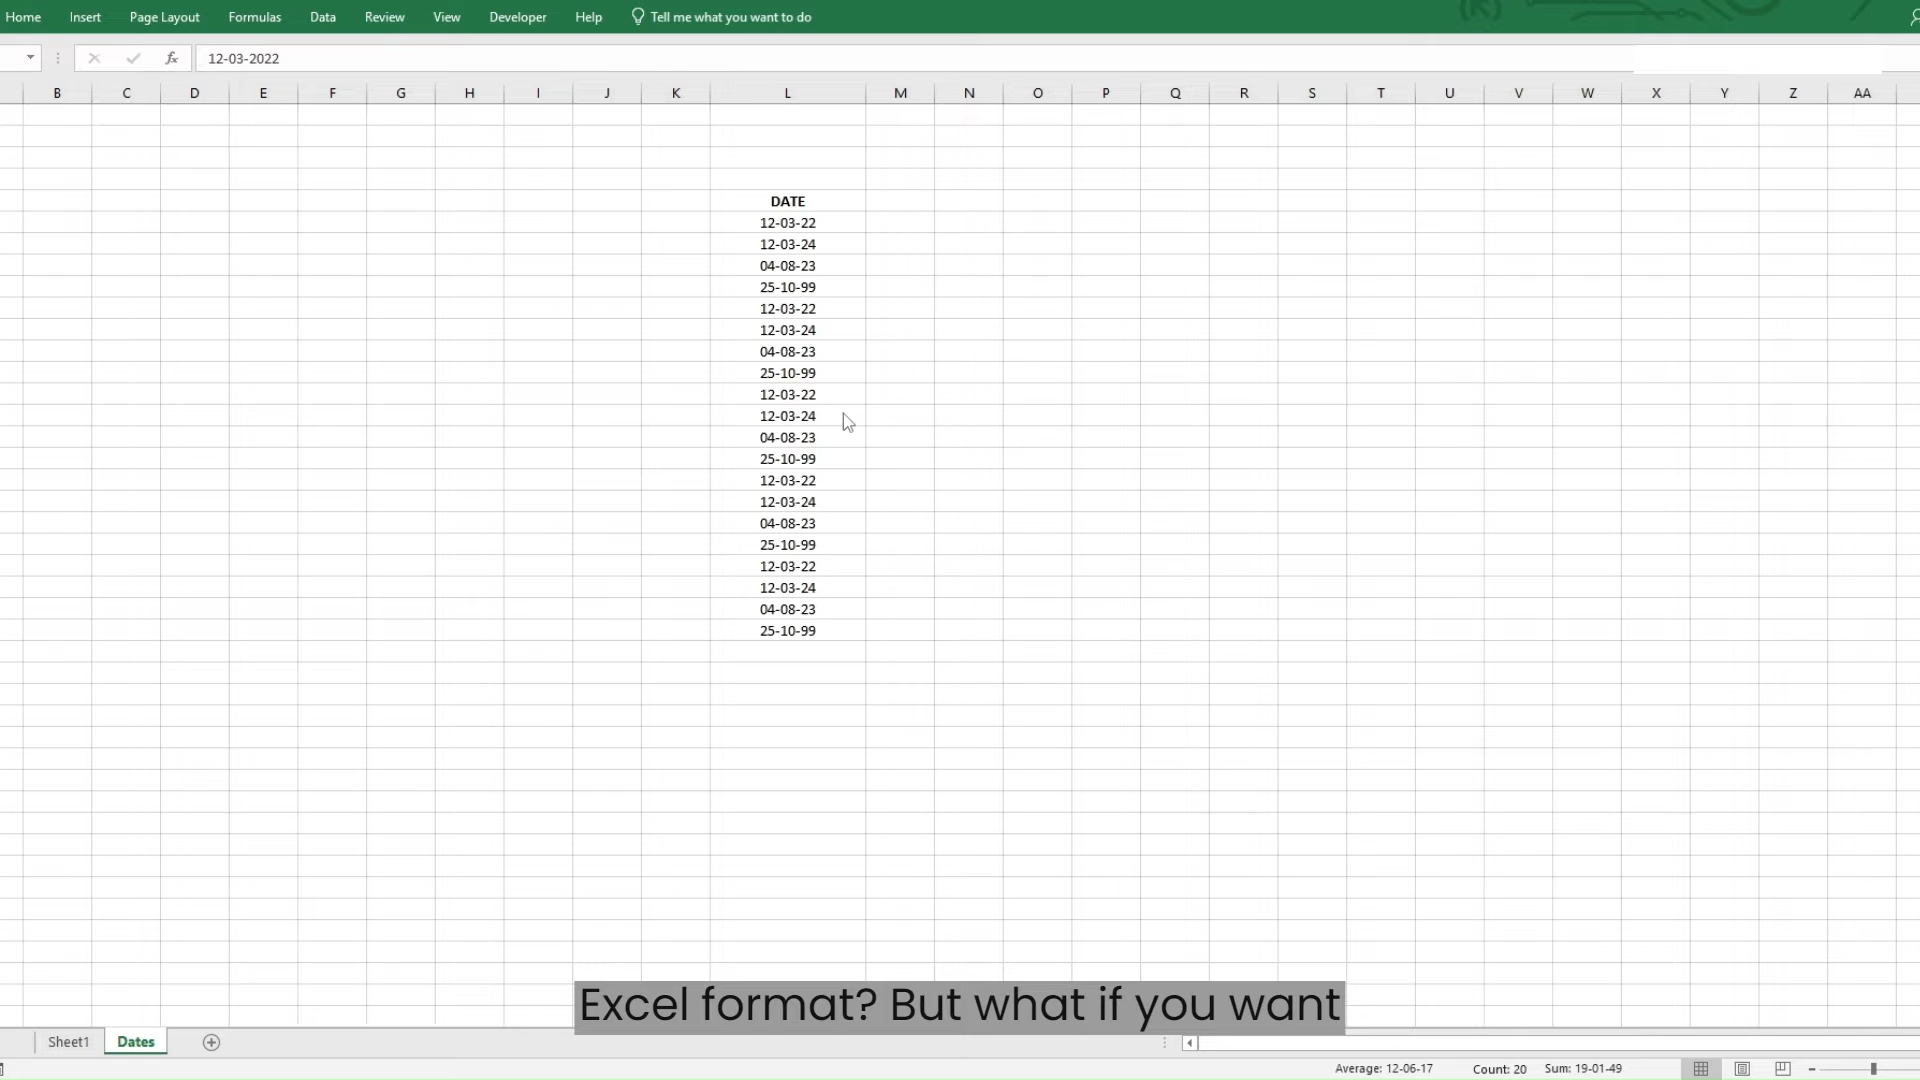 Home Insert Page Layout Formulas Data Review View Developer Help Tell me what you want to do
fx 12-03-2022
B C D E F G H I J K L M N O P Q R S T U V W X Y Z AA
DATE
12-03-22
12-03-24
04-08-23
25-10-99
12-03-22
12-03-24
04-08-23
25-10-99
12-03-22
12-03-24
04-08-23
25-10-99
12-03-22
12-03-24
04-08-23
25-10-99
12-03-22
12-03-24
04-08-23
25-10-99
Excel format? But what if you want
Sheet1 Dates
Average: 12-06-17 Count: 20 Sum: 19-01-49